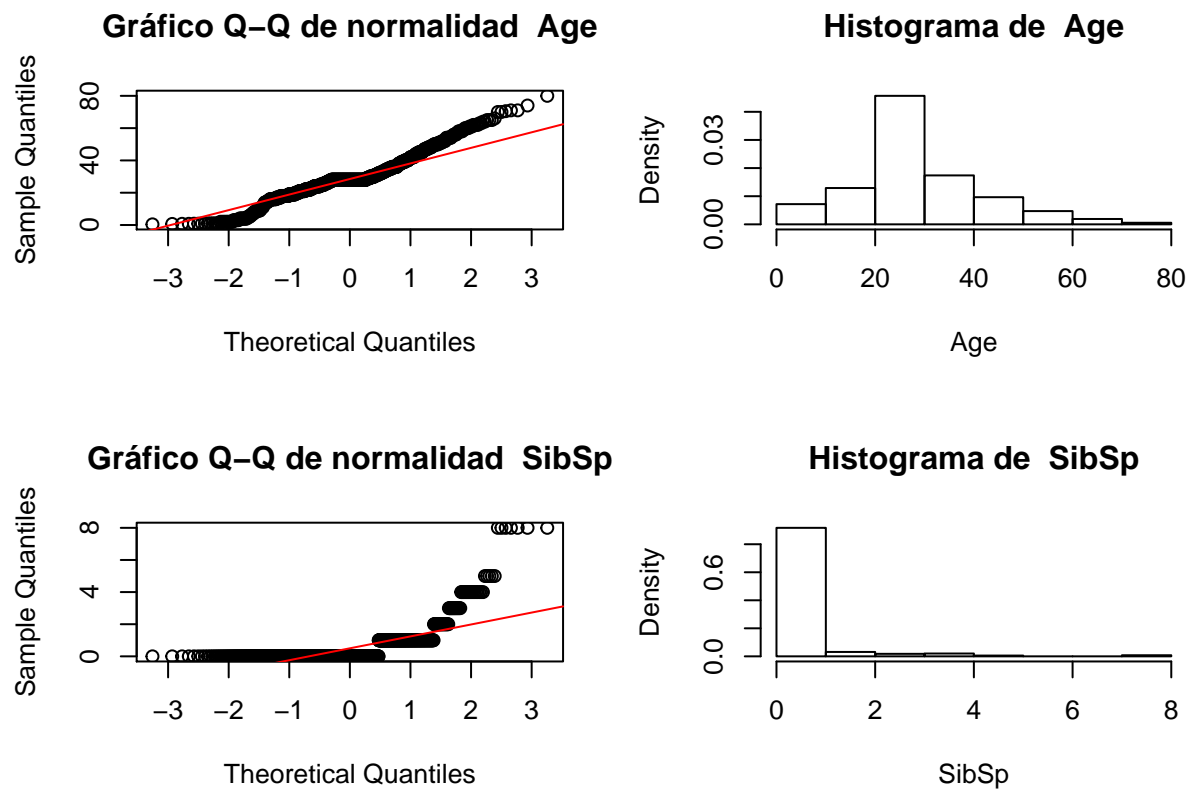 Gráfico Q−Q de normalidad  Age
Sample Quantiles
0 40 80
−3 −2 −1 0 1 2 3
Theoretical Quantiles
Histograma de  Age
Density
0.00 0.03
0 20 40 60 80
Age
Gráfico Q−Q de normalidad  SibSp
Sample Quantiles
0 4 8
−3 −2 −1 0 1 2 3
Theoretical Quantiles
Histograma de  SibSp
Density
0.0 0.6
0 2 4 6 8
SibSp